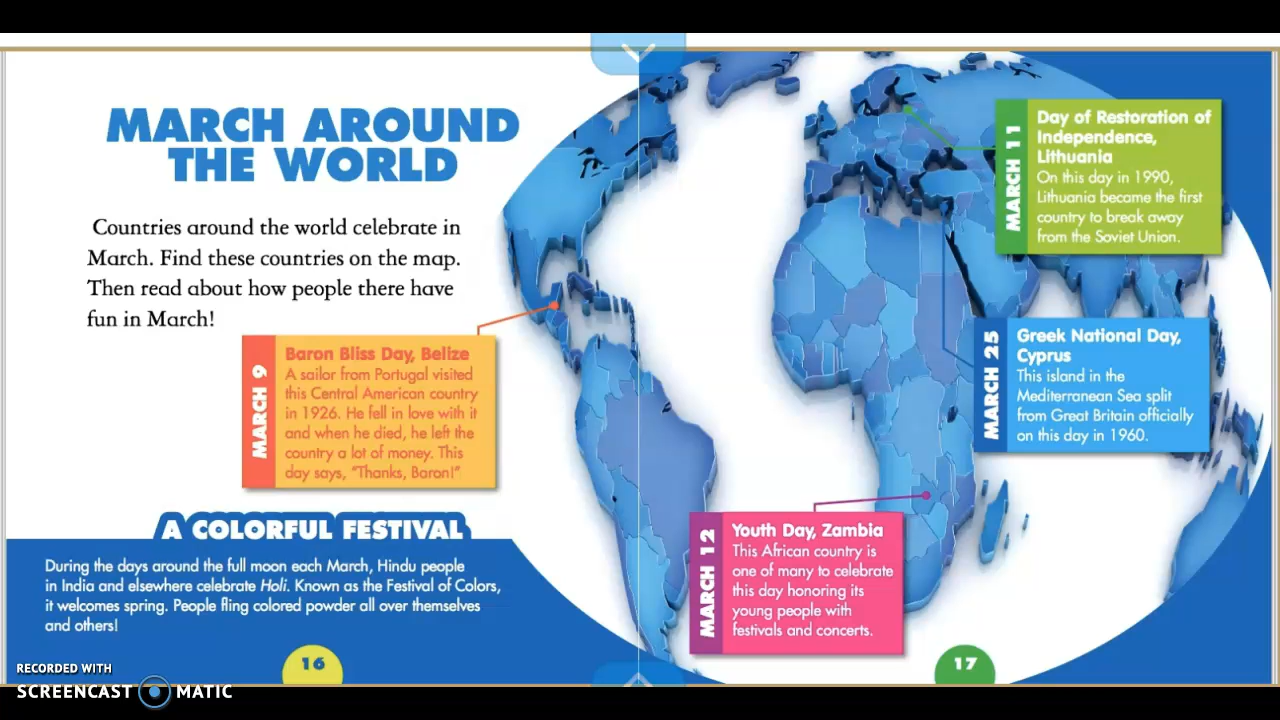 MARCH AROUND
THE WORLD
Countries around the world celebrate in
March. Find these countries on the map.
Then read about how people there have
fun in March!
MARCH 9
Baron Bliss Day, Belize
A sailor from Portugal visited
this Central American country
in 1926. He fell in love with it
and when he died, he left the
country a lot of money. This
day says, “Thanks, Baron!”
A COLORFUL FESTIVAL
During the days around the full moon each March, Hindu people
in India and elsewhere celebrate Holi. Known as the Festival of Colors,
it welcomes spring. People fling colored powder all over themselves
and others!
16
MARCH 11
Day of Restoration of
Independence,
Lithuania
On this day in 1990,
Lithuania became the first
country to break away
from the Soviet Union.
MARCH 25
Greek National Day,
Cyprus
This island in the
Mediterranean Sea split
from Great Britain officially
on this day in 1960.
MARCH 12
Youth Day, Zambia
This African country is
one of many to celebrate
this day honoring its
young people with
festivals and concerts.
17
RECORDED WITH
SCREENCAST MATIC